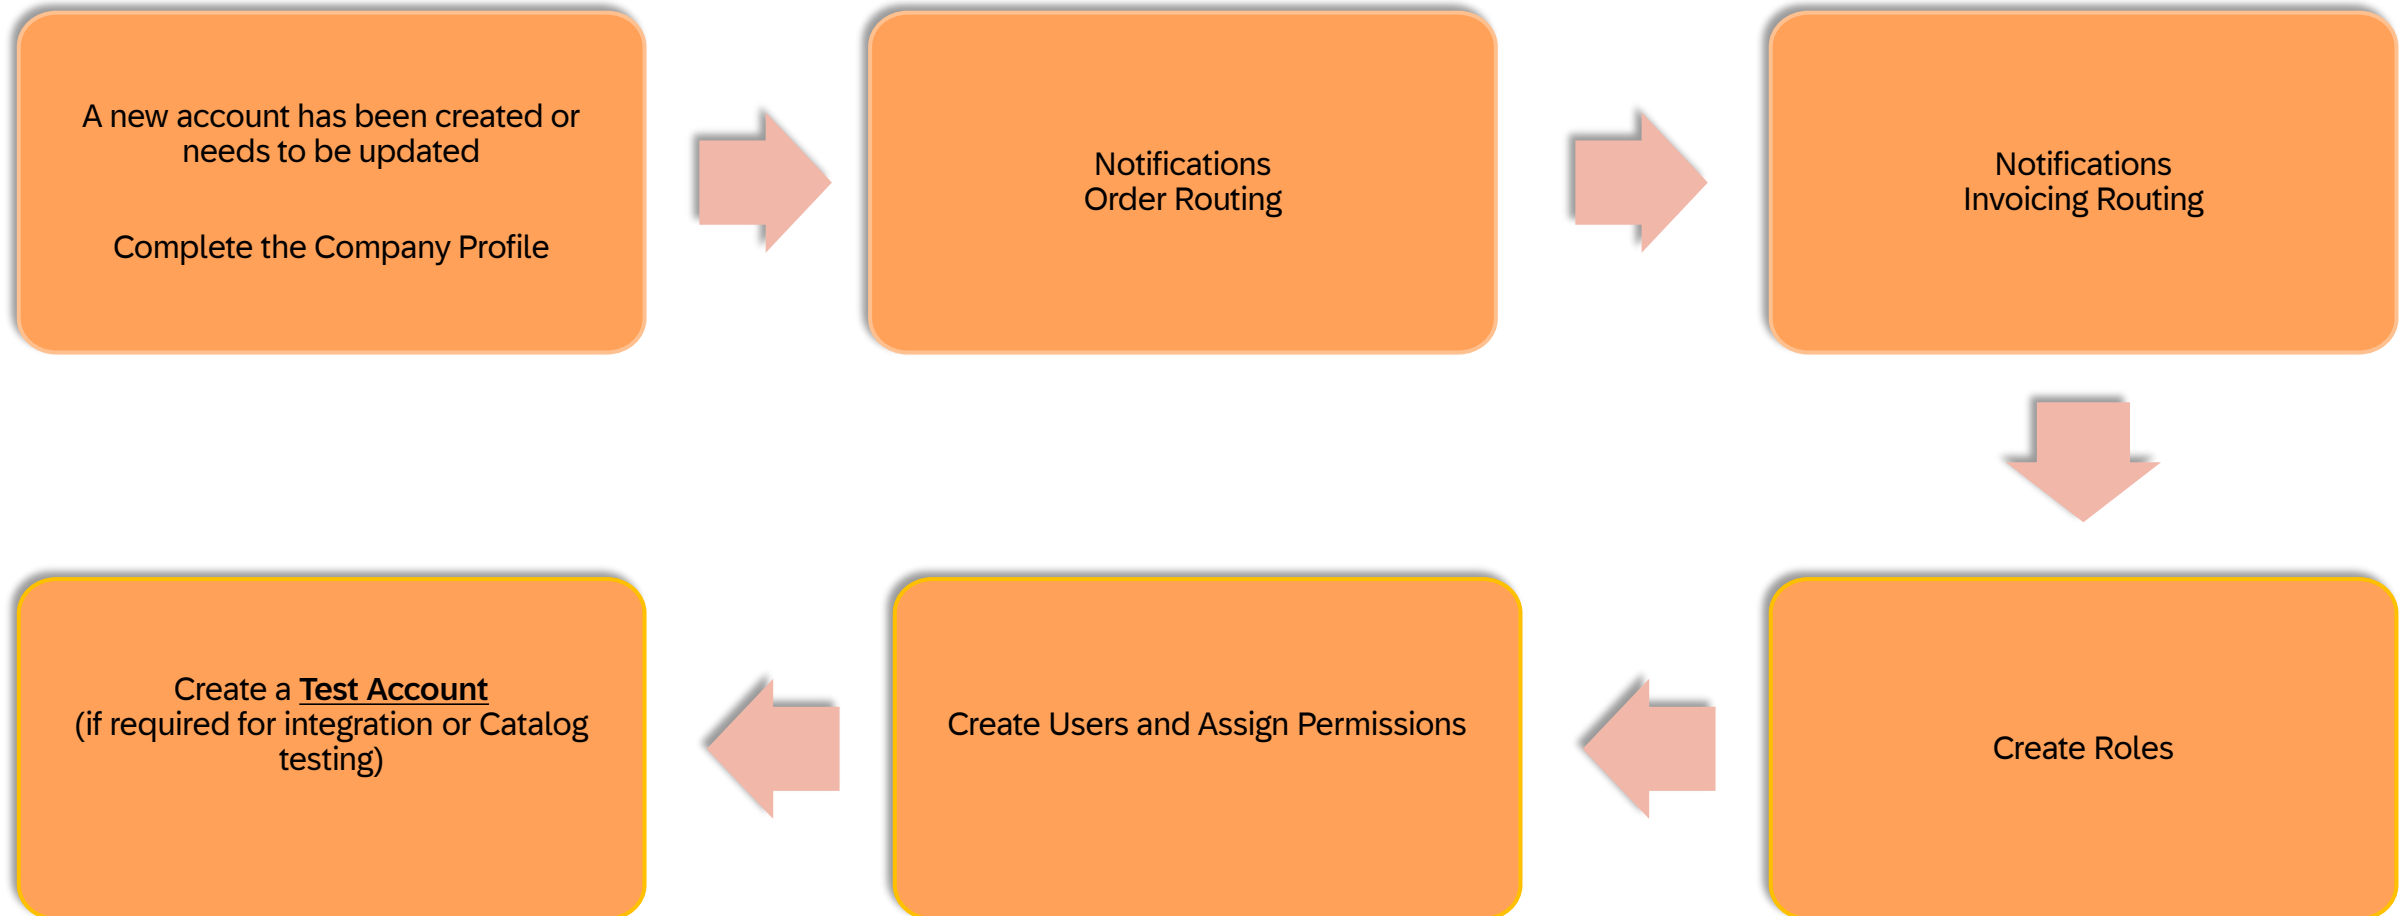 A new account has been created or
needs to be updated
Complete the Company Profile
Notifications
Order Routing
Notifications
Invoicing Routing
Create Roles
Create Users and Assign Permissions
Create a Test Account
(if required for integration or Catalog
testing)